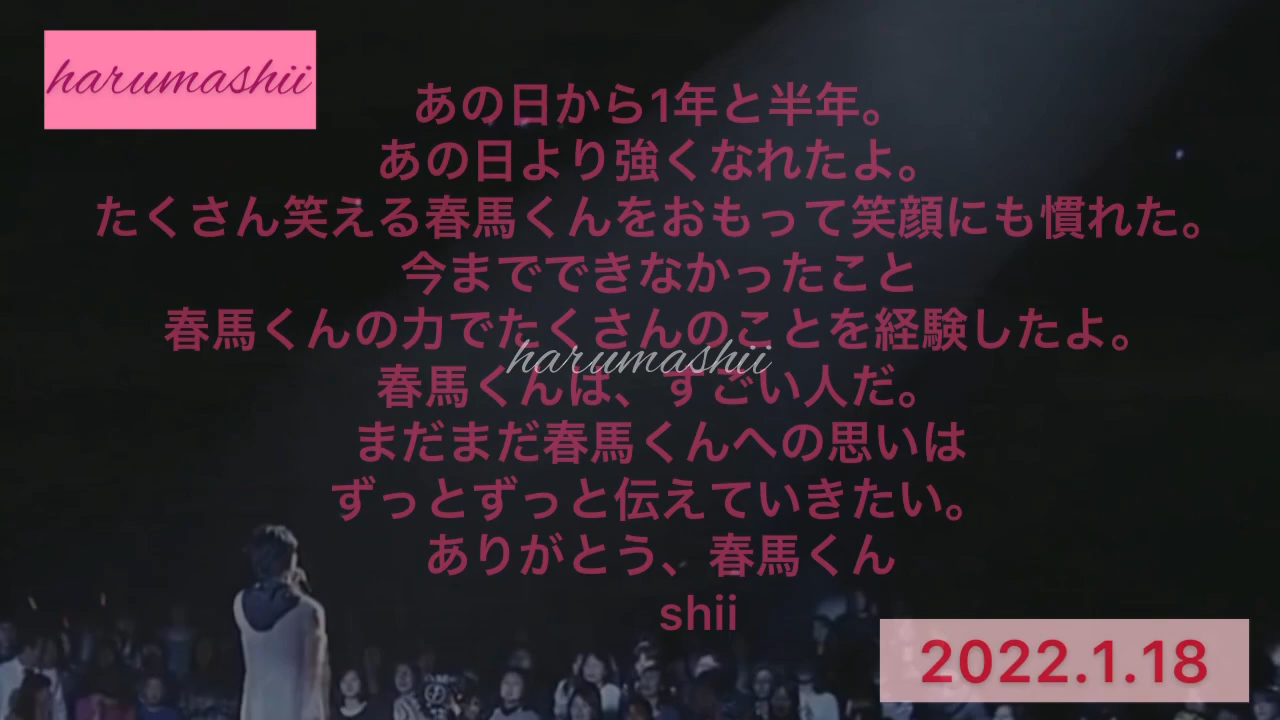 harumashii
あの日から1年と半年。
あの日より強くなれたよ。
たくさん笑える春馬くんをおもって笑顔にも慣れた。
今までできなかったこと
春馬くんの力でたくさんのことを経験したよ。
harumashii
春馬くんは、すごい人だ。
まだまだ春馬くんへの思いは
ずっとずっと伝えていきたい。
ありがとう、春馬くん
shii
2022.1.18